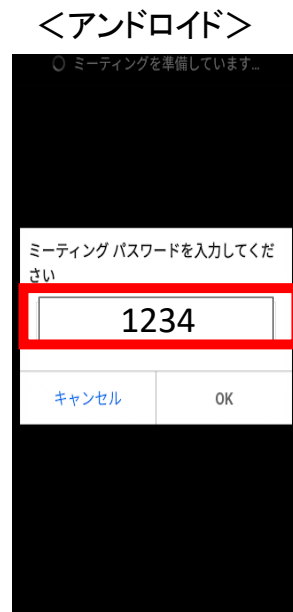 ＜アンドロイド＞
ミーティングを準備しています...
ミーティング パスワードを入力してくだ
さい
1234
キャンセル OK